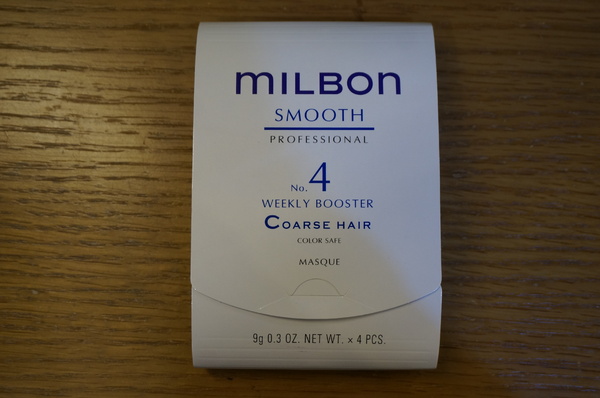 MILBON
SMOOTH
PROFESSIONAL
No. 4
WEEKLY BOOSTER
COARSE HAIR
COLOR SAFE
MASQUE
9g 0.3 OZ. NET WT. × 4 PCS.